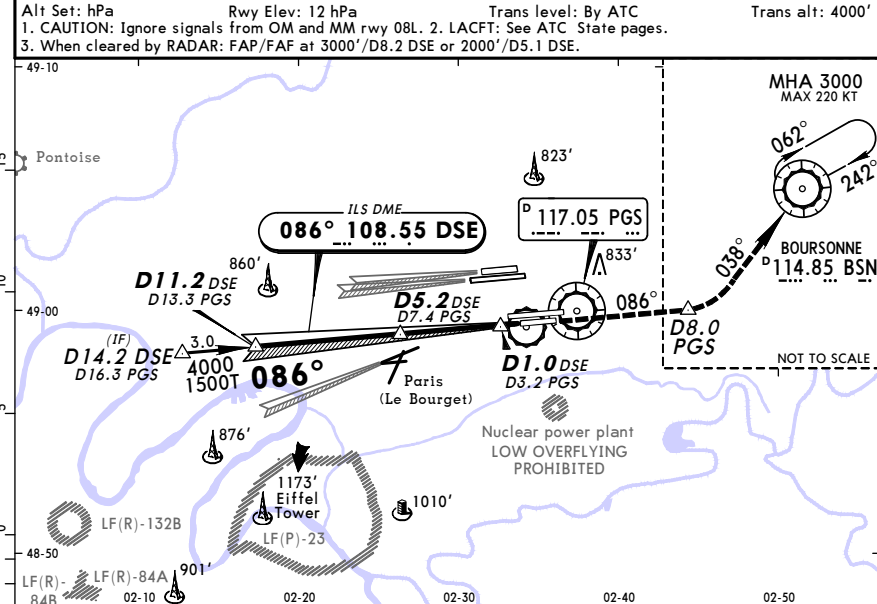 Alt Set: hPa Rwy Elev: 12 hPa Trans level: By ATC Trans alt: 4000'
1. CAUTION: Ignore signals from OM and MM rwy 08L. 2. LACFT: See ATC State pages.
3. When cleared by RADAR: FAP/FAF at 3000'/D8.2 DSE or 2000'/D5.1 DSE.
49-10
MHA 3000
MAX 220 KT
062°
242°
Pontoise
823'
ILS DME
086° 108.55 DSE
D 117.05 PGS
833'
038°
BOURSONNE
D 114.85 BSN
860'
D11.2 DSE
D13.3 PGS
D5.2 DSE
D7.4 PGS
086°
49-00
D8.0
PGS
(IF)
D14.2 DSE
D16.3 PGS
3.0
4000
1500T
086°
D1.0 DSE
D3.2 PGS
NOT TO SCALE
Paris
(Le Bourget)
Nuclear power plant
LOW OVERFLYING
PROHIBITED
876'
1173'
Eiffel
Tower
1010'
LF(R)-132B
LF(P)-23
48-50
901'
LF(R)-84A
LF(R)-
84B
02-10 02-20 02-30 02-40 02-50